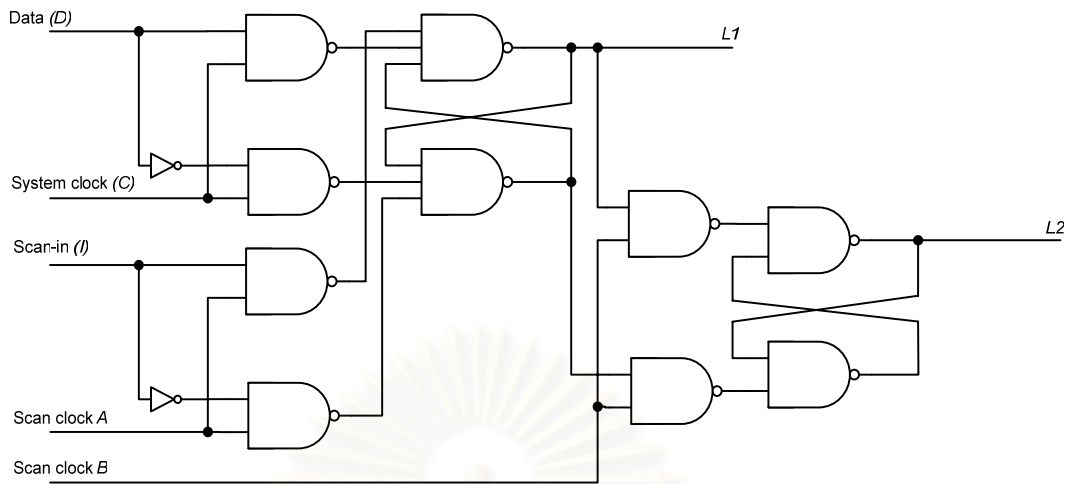 Data (D)
L1
System clock (C)
Scan-in (I)
L2
Scan clock A
Scan clock B